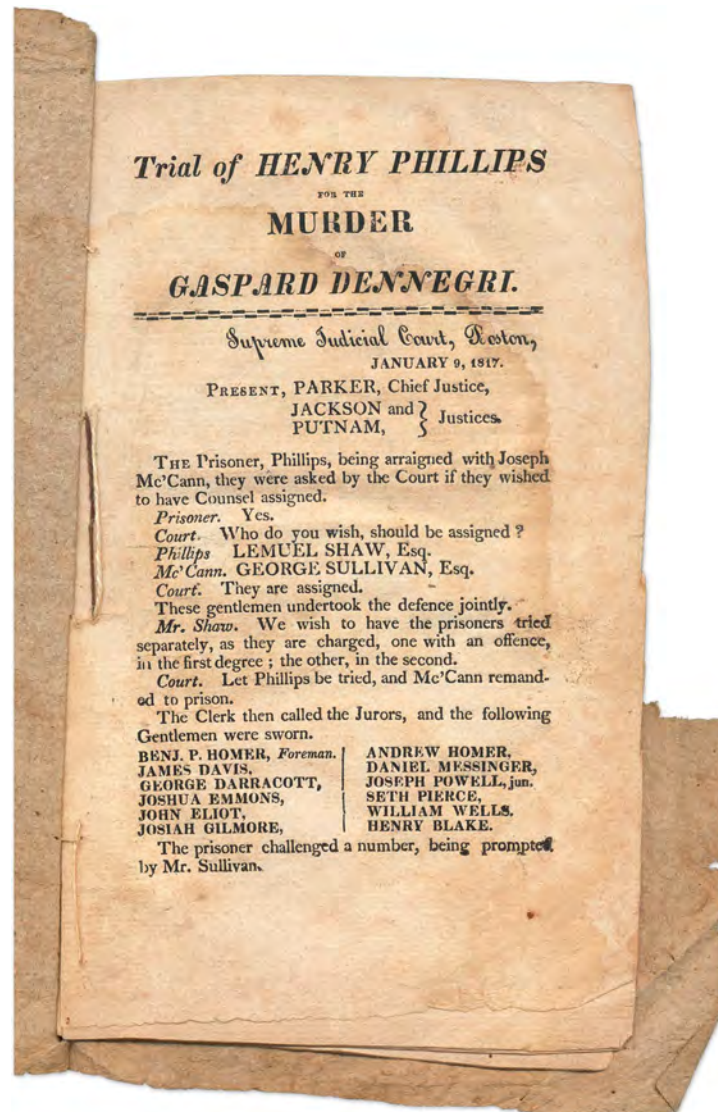 Trial of HENRY PHILLIPS
FOR THE
MURDER
OF
GASPARD DENNEGRI.
Supreme Judicial Court, Boston,
JANUARY 9, 1817.
PRESENT, PARKER, Chief Justice,
JACKSON and } Justices.
PUTNAM,
THE Prisoner, Phillips, being arraigned with Joseph
Mc'Cann, they were asked by the Court if they wished
to have Counsel assigned.
Prisoner. Yes.
Court. Who do you wish, should be assigned ?
Phillips LEMUEL SHAW, Esq.
Mc'Cann. GEORGE SULLIVAN, Esq.
Court. They are assigned.
These gentlemen undertook the defence jointly.
Mr. Shaw. We wish to have the prisoners tried
separately, as they are charged, one with an offence,
in the first degree ; the other, in the second.
Court. Let Phillips be tried, and Mc'Cann remand-
ed to prison.
The Clerk then called the Jurors, and the following
Gentlemen were sworn.
BENJ. P. HOMER, Foreman.
JAMES DAVIS,
GEORGE DARRACOTT,
JOSHUA EMMONS,
JOHN ELIOT,
JOSIAH GILMORE,
ANDREW HOMER,
DANIEL MESSINGER,
JOSEPH POWELL, jun.
SETH PIERCE,
WILLIAM WELLS.
HENRY BLAKE.
The prisoner challenged a number, being prompted
by Mr. Sullivan.